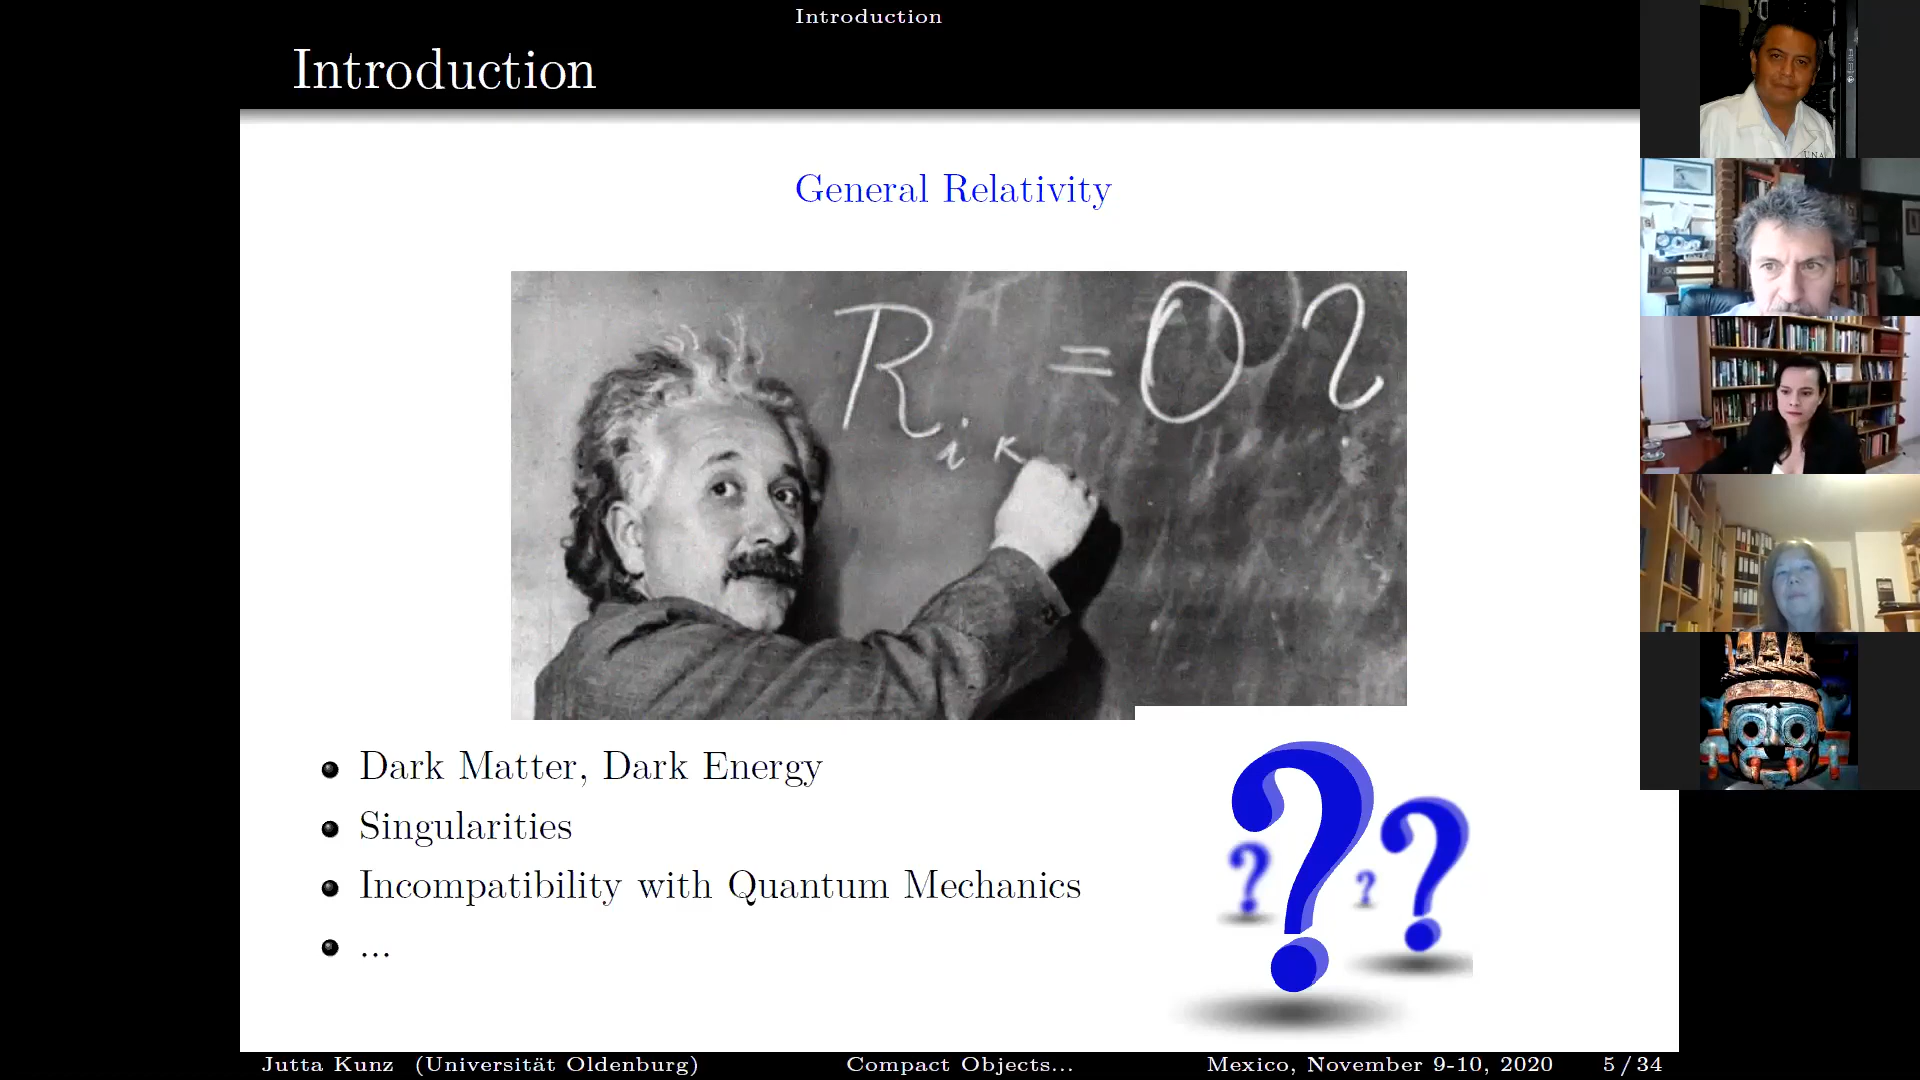 Introduction
Introduction
General Relativity
R i k = 0 ?
Dark Matter, Dark Energy
Singularities
Incompatibility with Quantum Mechanics
...
? ? ? ?
Jutta Kunz (Universität Oldenburg) Compact Objects... Mexico, November 9-10, 2020 5 / 34